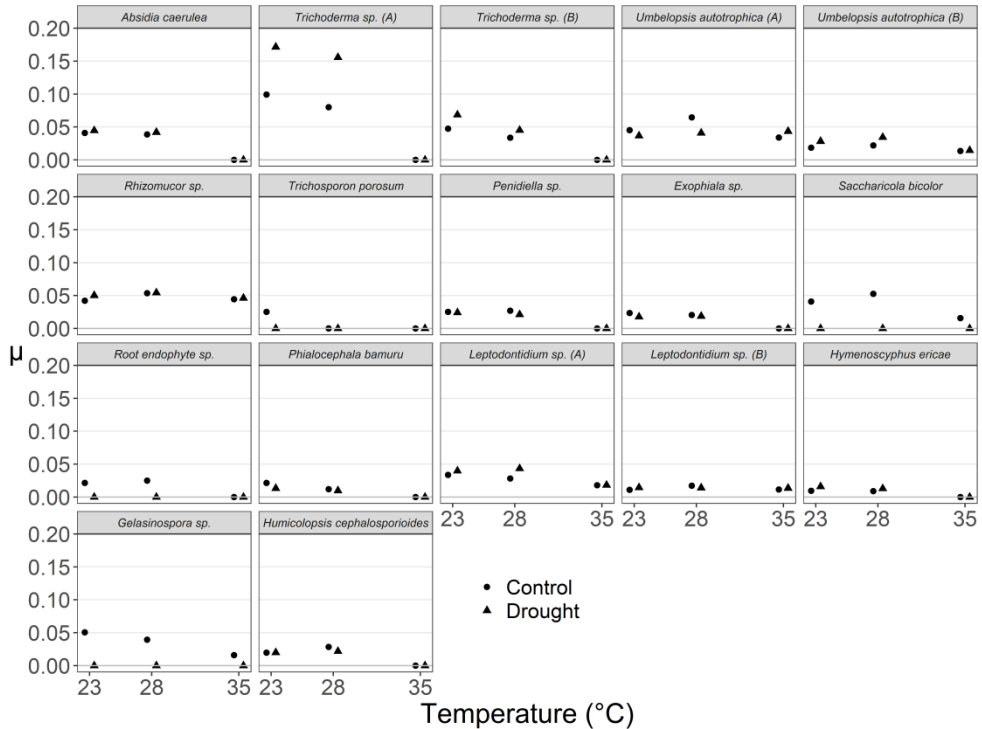 Absidia caerulea
Trichoderma sp. (A)
Trichoderma sp. (B)
Umbelopsis autotrophica (A)
Umbelopsis autotrophica (B)
0.20
0.15
0.10
0.05
0.00
Rhizomucor sp.
Trichosporon porosum
Penidiella sp.
Exophiala sp.
Saccharicola bicolor
0.20
0.15
0.10
0.05
0.00
μ
Root endophyte sp.
Phialocephala bamuru
Leptodontidium sp. (A)
Leptodontidium sp. (B)
Hymenoscyphus ericae
0.20
0.15
0.10
0.05
0.00
23 28 35
23 28 35
23 28 35
Gelasinospora sp.
Humicolopsis cephalosporioides
0.20
0.15
0.10
0.05
0.00
23 28 35
23 28 35
Control
Drought
Temperature (°C)